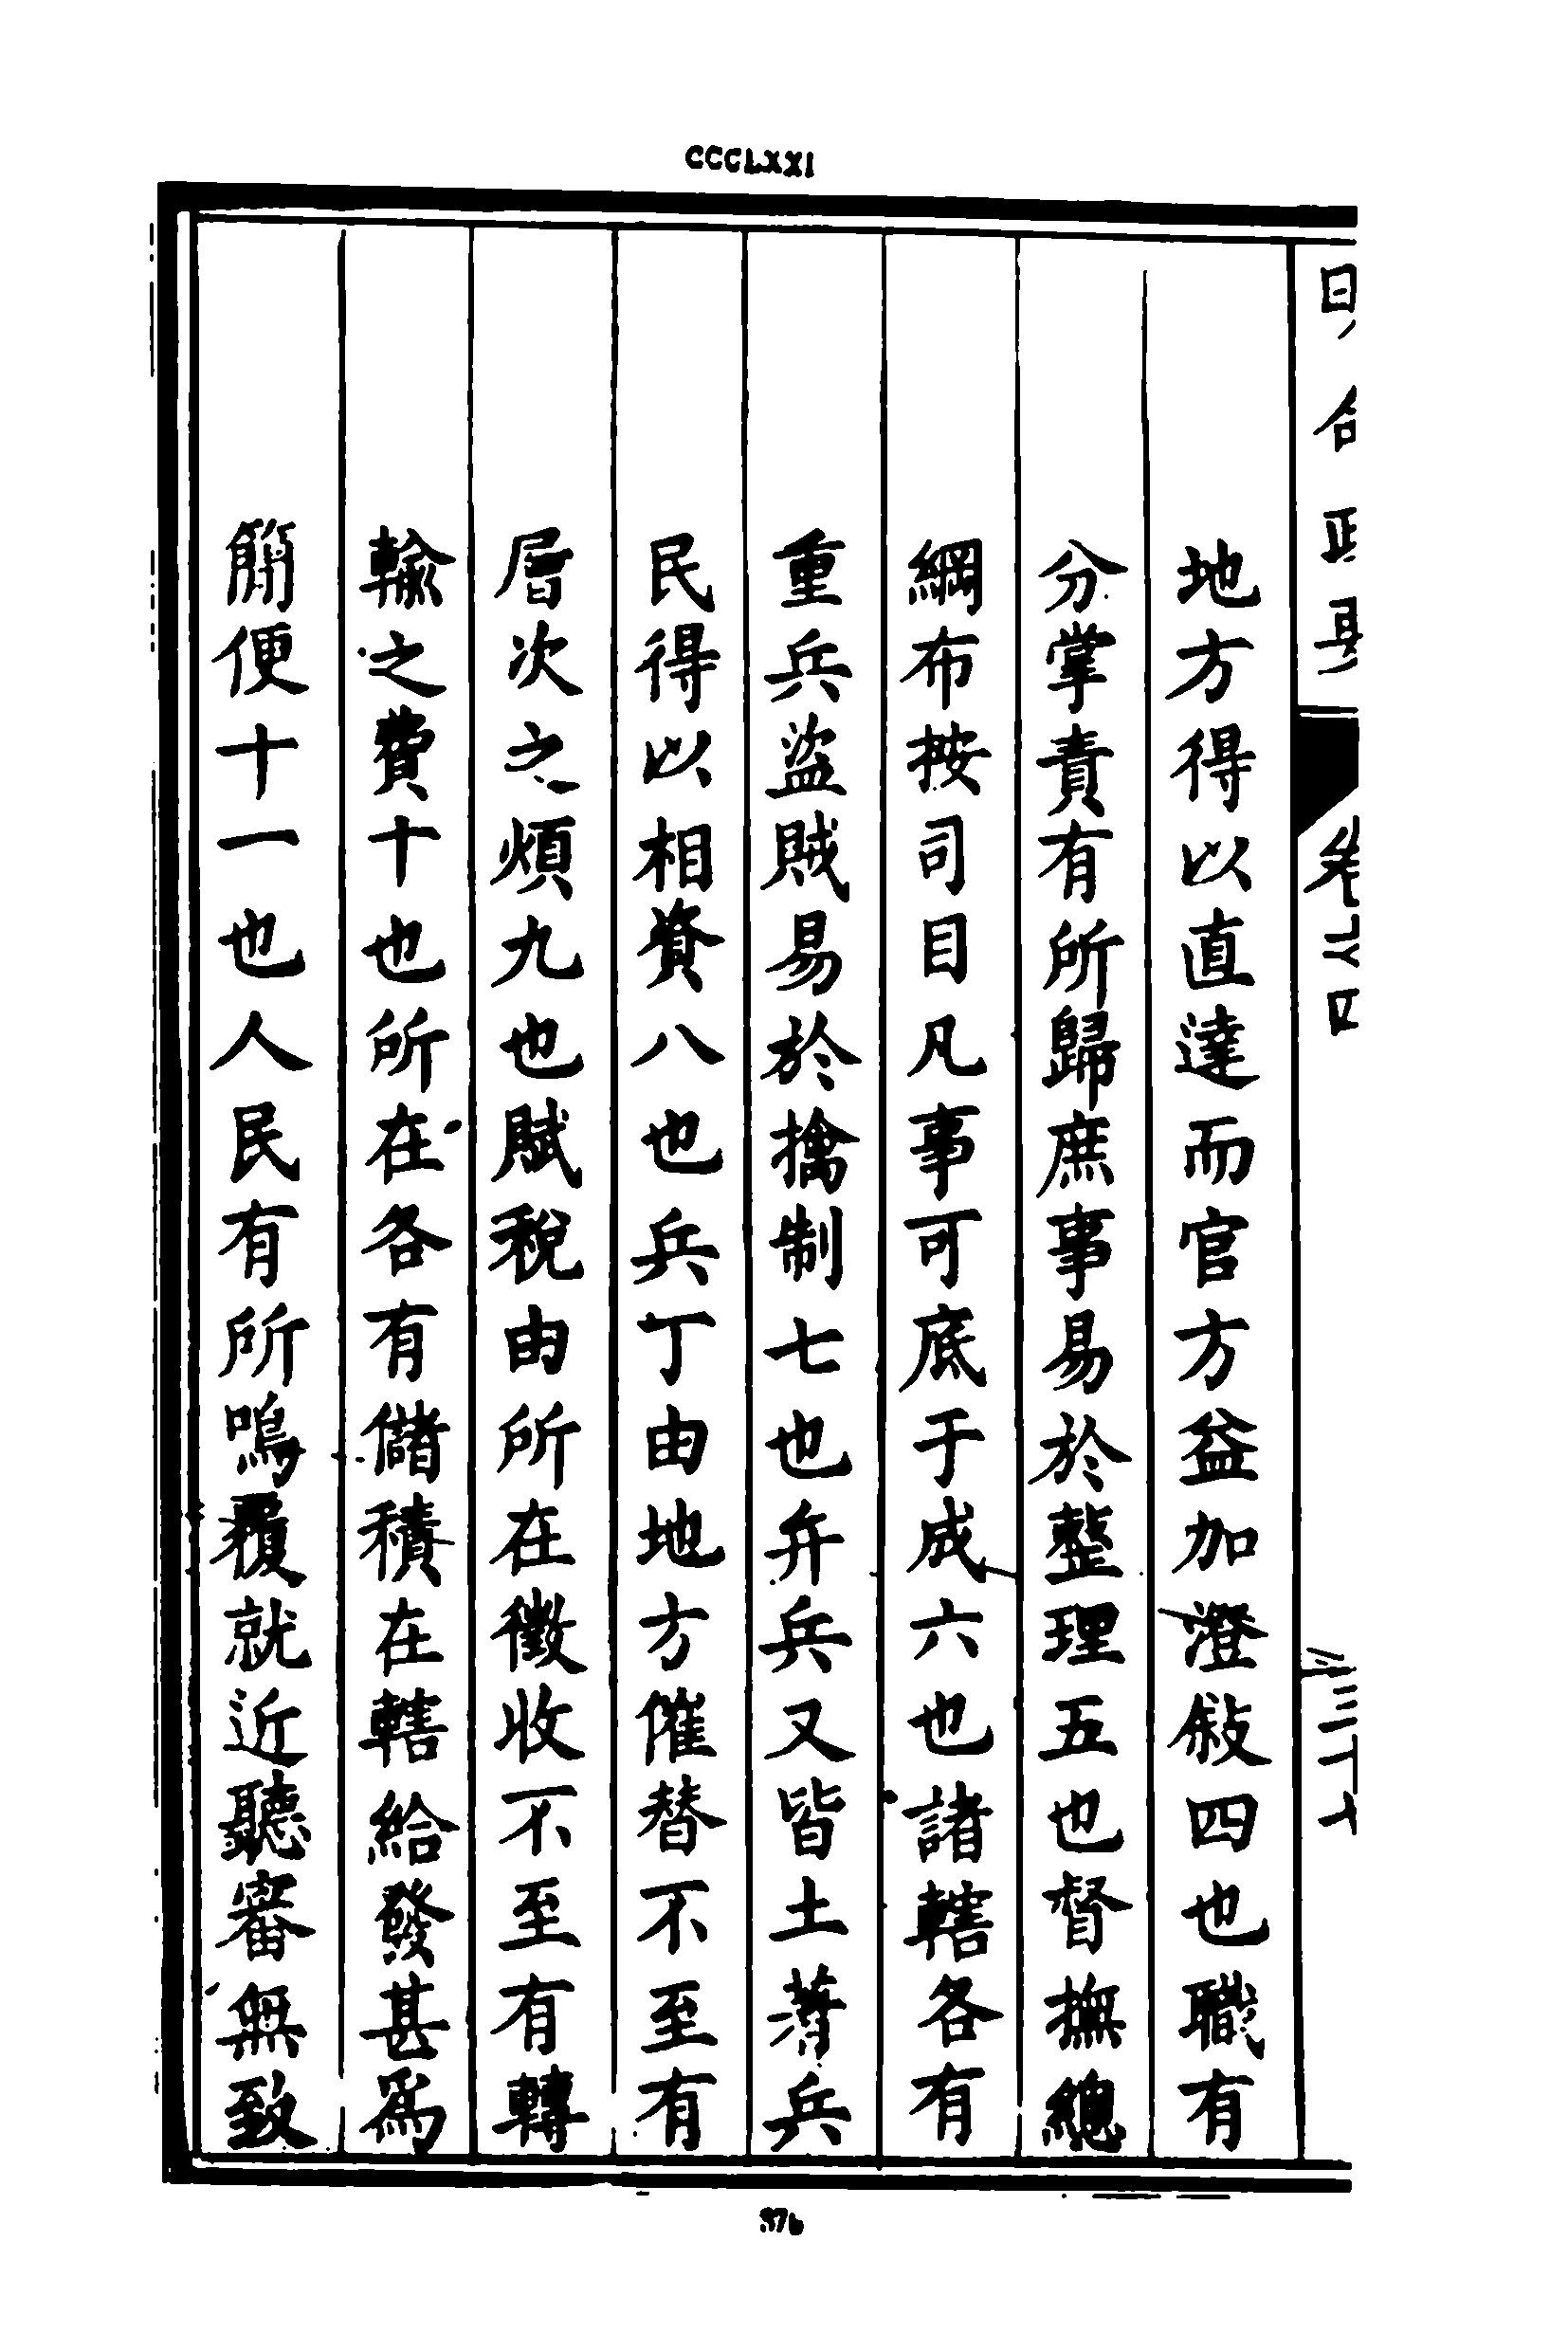 CCCLXXI
地方得以直達而官方益加澄敍四也職有
分掌責有所歸庶事易於整理五也督撫總
綱布按司目凡事可底于成六也諸轄各有
重兵盜賊易於擒制七也弁兵又皆土著兵
民得以相資八也兵丁由地方催替不至有
層次之煩九也賦稅由所在徵收不至有轉
輸之費十也所在各有儲積在轄給發甚爲
簡便十一也人民有所鳴覆就近聽審無致
37b